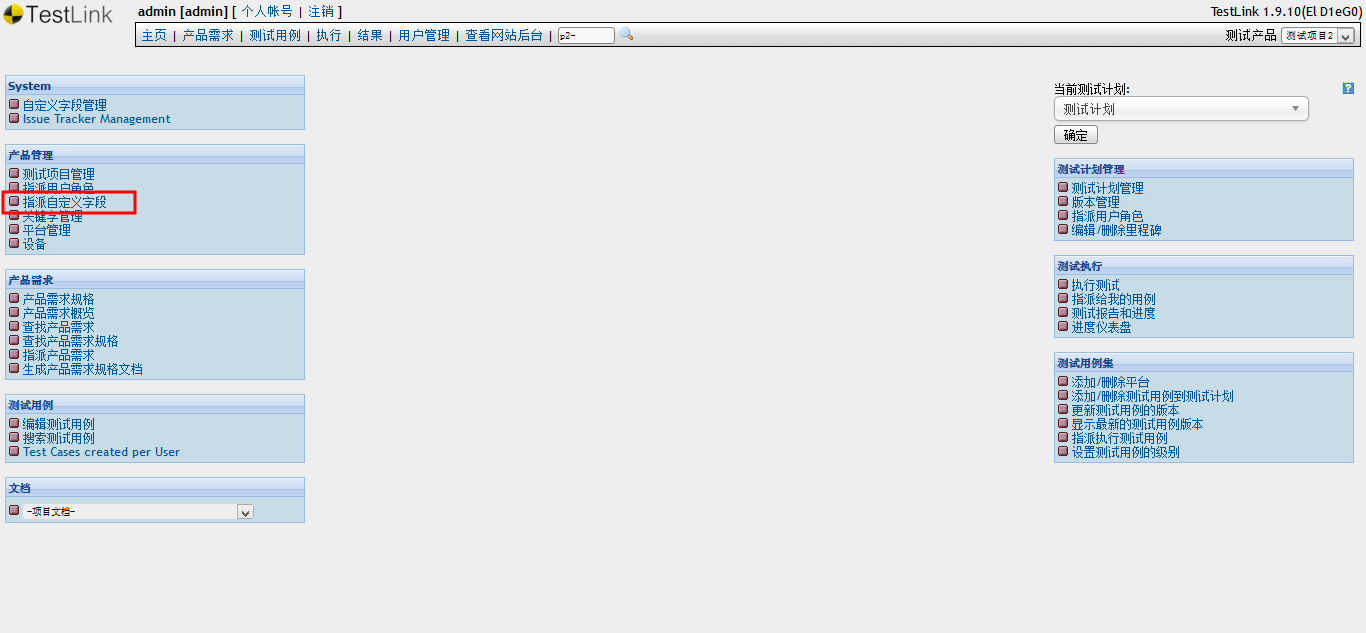 TestLink
admin [admin] [ 个人帐号 | 注销 ]
TestLink 1.9.10(El D1eG0)
主页 | 产品需求 | 测试用例 | 执行 | 结果 | 用户管理 | 查看网站后台 | p2-
测试产品 测试项目2
System
自定义字段管理
Issue Tracker Management
产品管理
测试项目管理
指派用户角色
指派自定义字段
关键字管理
平台管理
设备
产品需求
产品需求规格
产品需求概览
查找产品需求
查找产品需求规格
指派产品需求
生成产品需求规格文档
测试用例
编辑测试用例
搜索测试用例
Test Cases created per User
文档
-项目文档-
当前测试计划:
?
测试计划
确定
测试计划管理
测试计划管理
版本管理
指派用户角色
编辑/删除里程碑
测试执行
执行测试
指派给我的用例
测试报告和进度
进度仪表盘
测试用例集
添加/删除平台
添加/删除测试用例到测试计划
更新测试用例的版本
显示最新的测试用例版本
指派执行测试用例
设置测试用例的级别